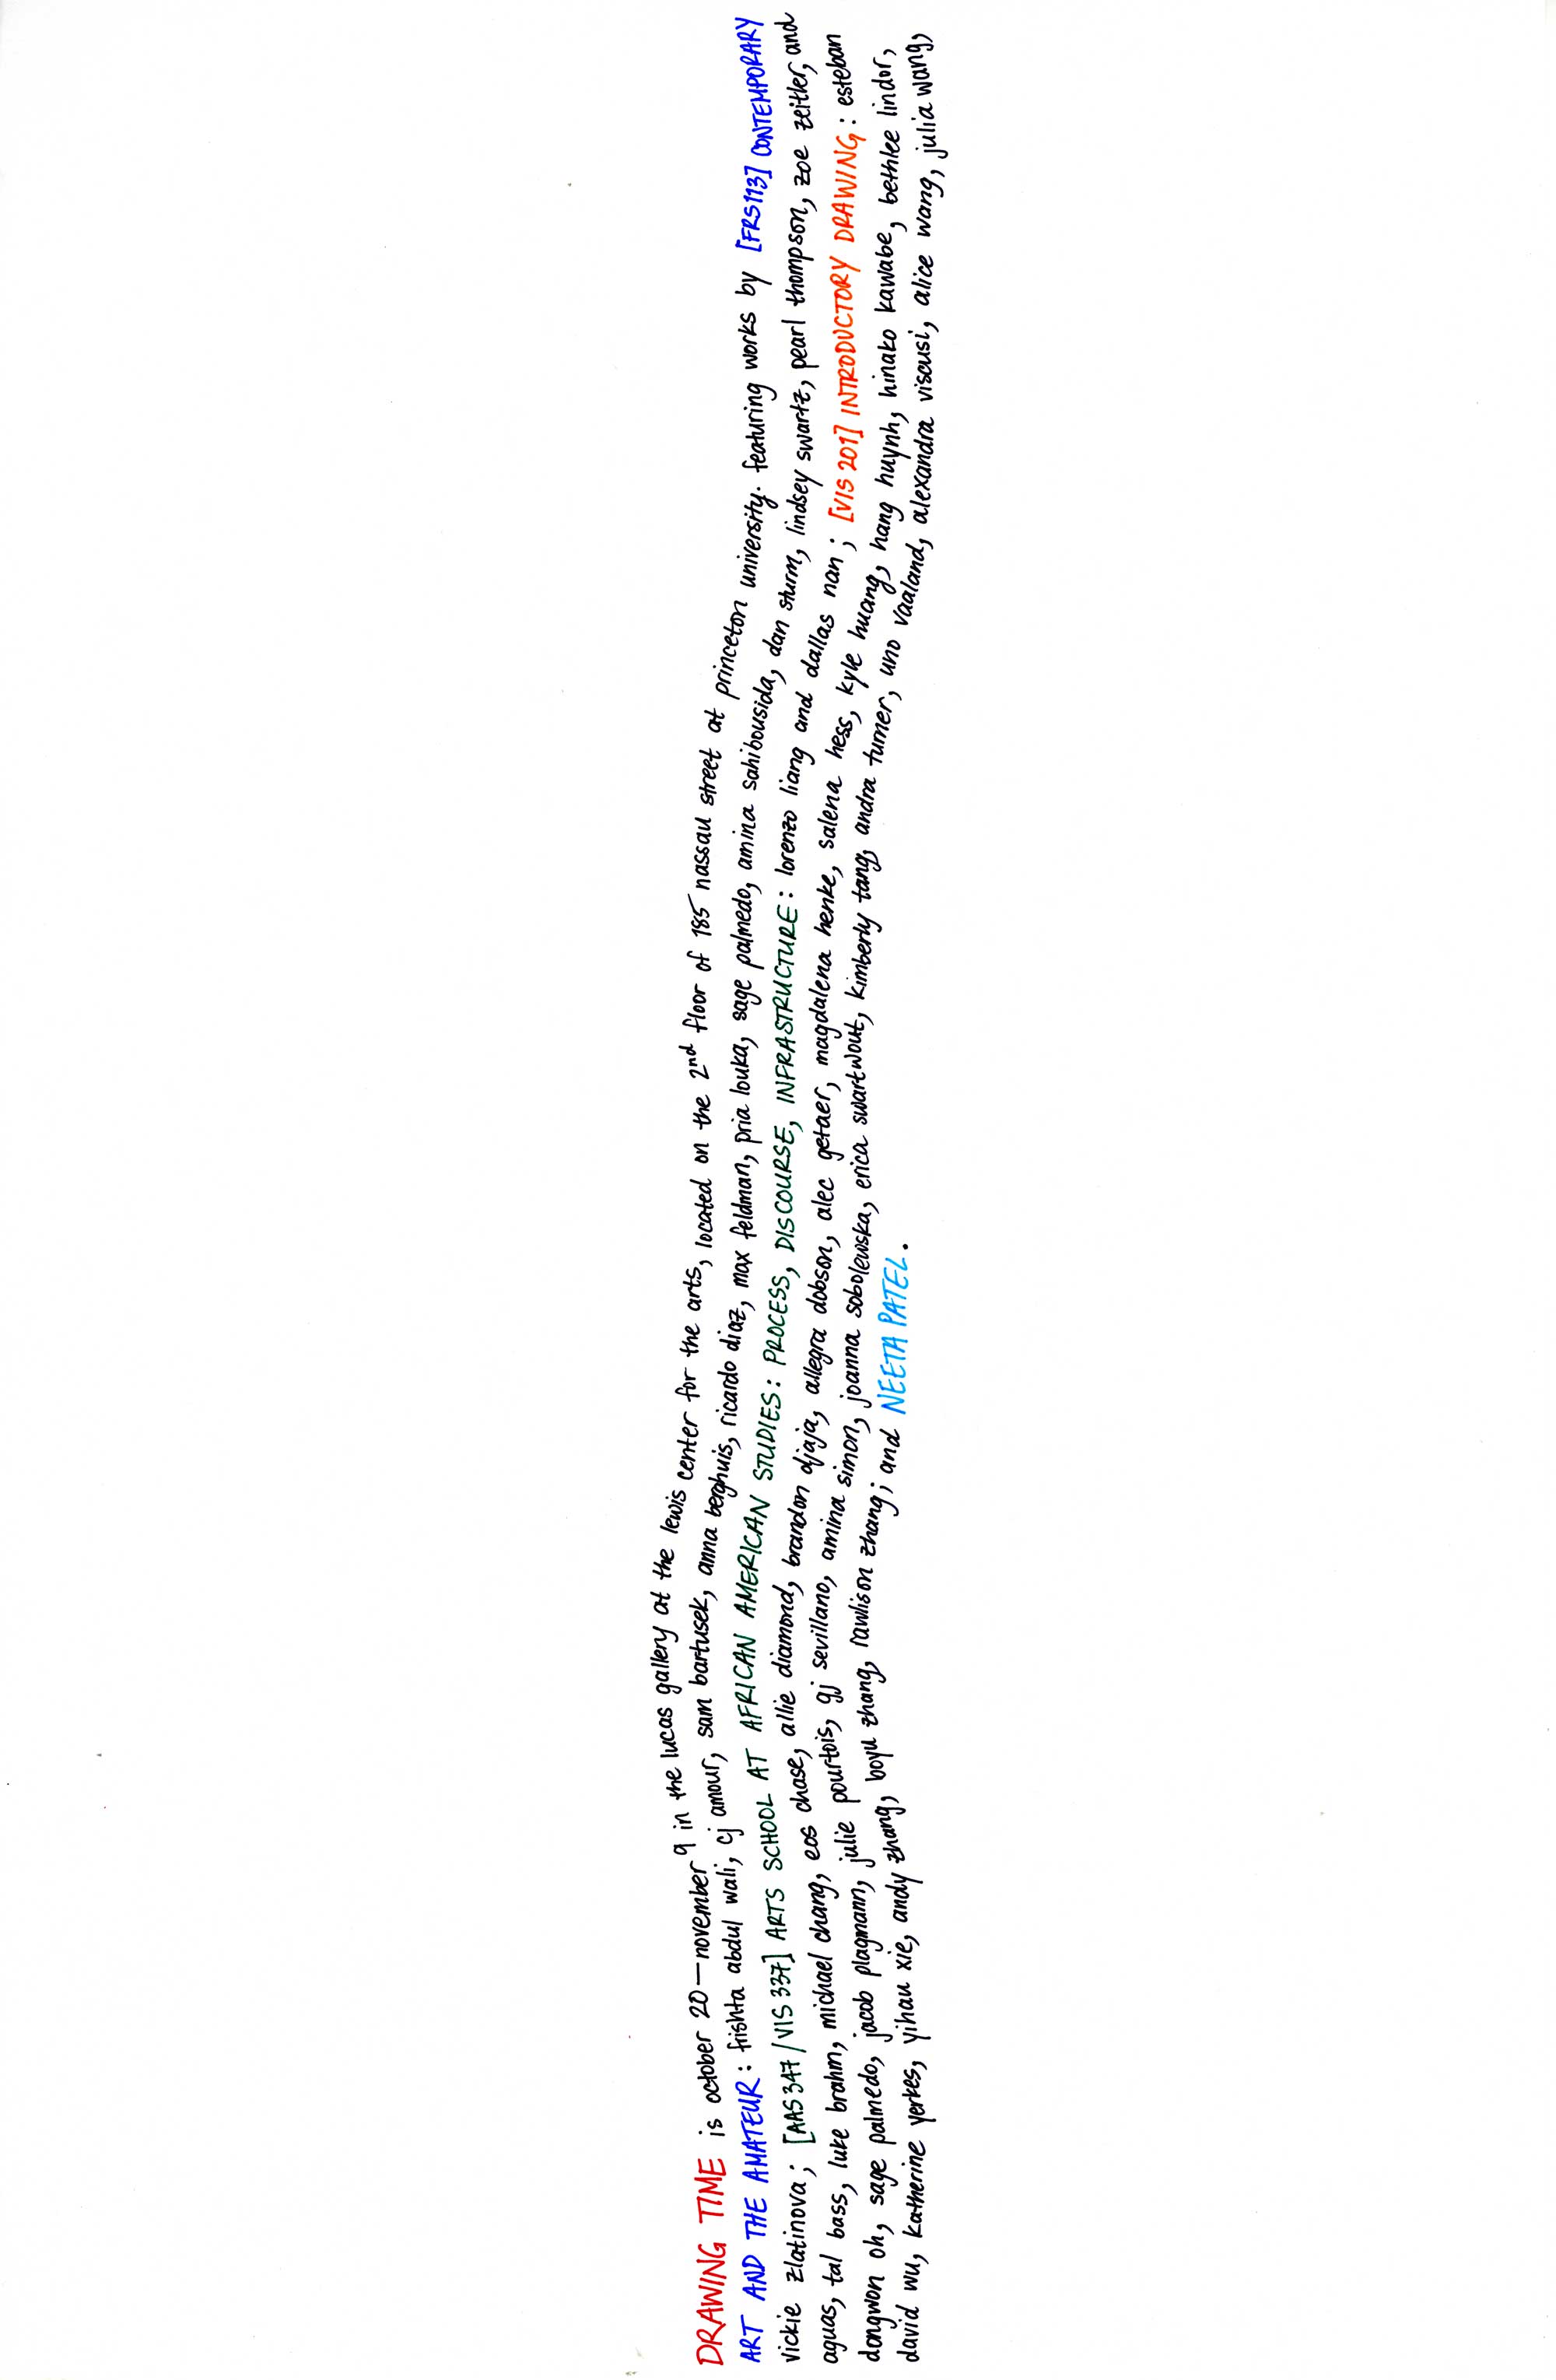 DRAWING TIME is october 20—november 9 in the lucas gallery at the lewis center for the arts, located on the 2nd floor of 185 nassau street at princeton university. featuring works by [FRS113] CONTEMPORARY
ART AND THE AMATEUR: frishta abdul wali, cj amour, sam bartusek, anna berghuis, ricardo diaz, max feldman, pria louka, sage palmedo, amina sahibousida, dan sturm, lindsey swartz, pearl thompson, zoe zeitler, and
vickie zlatinova; [AAS 347/VIS 337] ARTS SCHOOL AT AFRICAN AMERICAN STUDIES: PROCESS, DISCOURSE, INFRASTRUCTURE: lorenzo liang and dallas nan; [VIS 201] INTRODUCTORY DRAWING: esteban
aguas, tal bass, luke brahm, michael chang, eos chase, allie diamond, brandon djaja, allegra dobson, alec getaer, magdalena henke, salena hess, kyle huang, hang huynh, hinako kawabe, bethlee lindor,
dongwon oh, sage palmedo, jacob plagmann, julie pourtois, gj sevillano, amina simon, joanna sobolewska, erica swartwout, kimberly tang, andra turner, uno vaaland, alexandra viscusi, alice wang, julia wang,
david wu, katherine yerkes, yihan xie, andy zhang, boyu zhang, rawlison zhang; and NEETA PATEL.